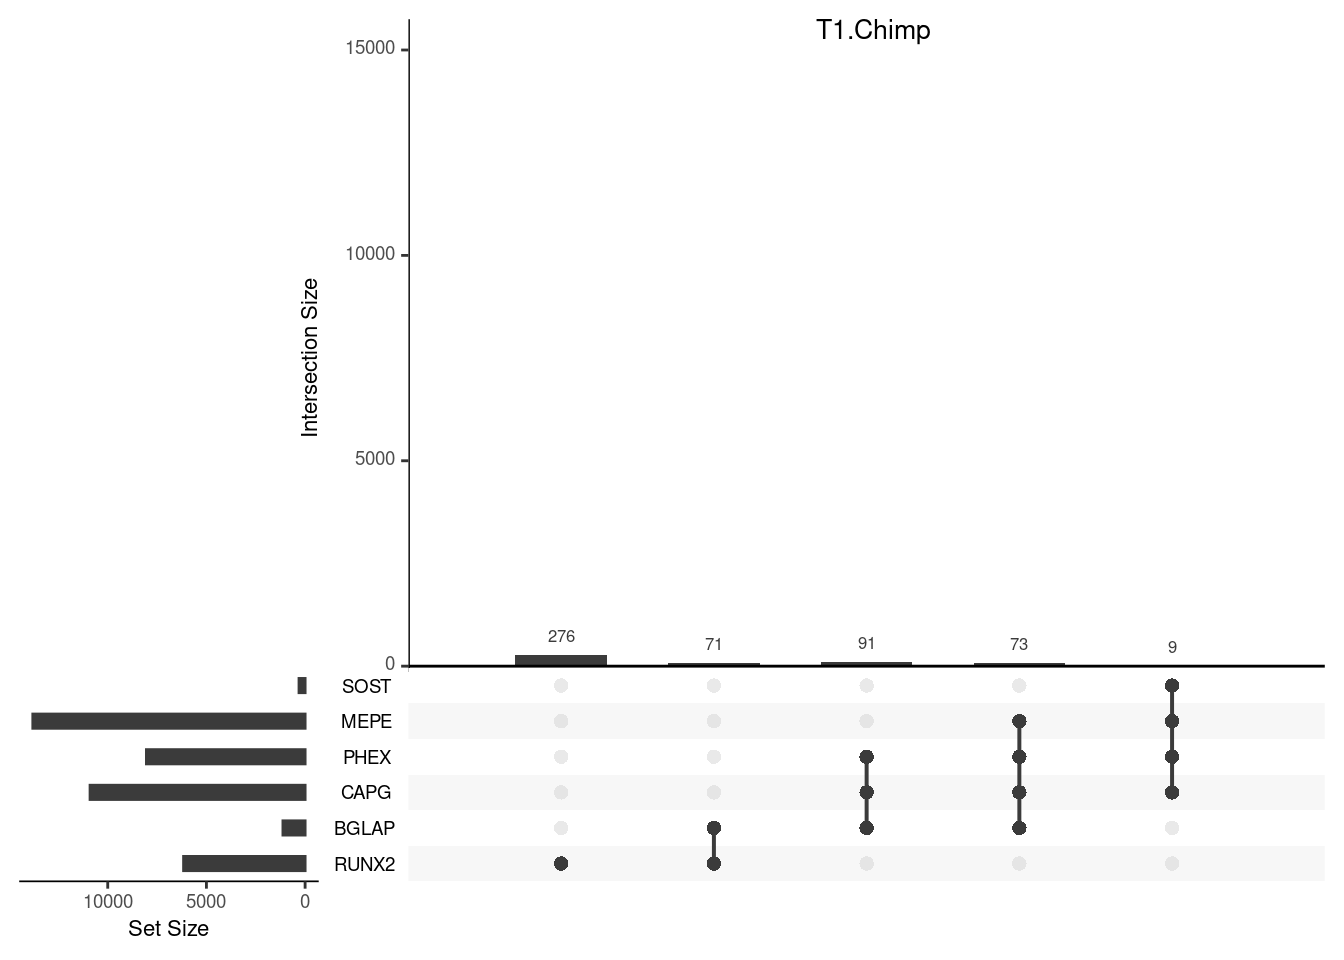 T1.Chimp
15000
10000
5000
0
Intersection Size
276
71
91
73
9
SOST
MEPE
PHEX
CAPG
BGLAP
RUNX2
10000 5000 0
Set Size